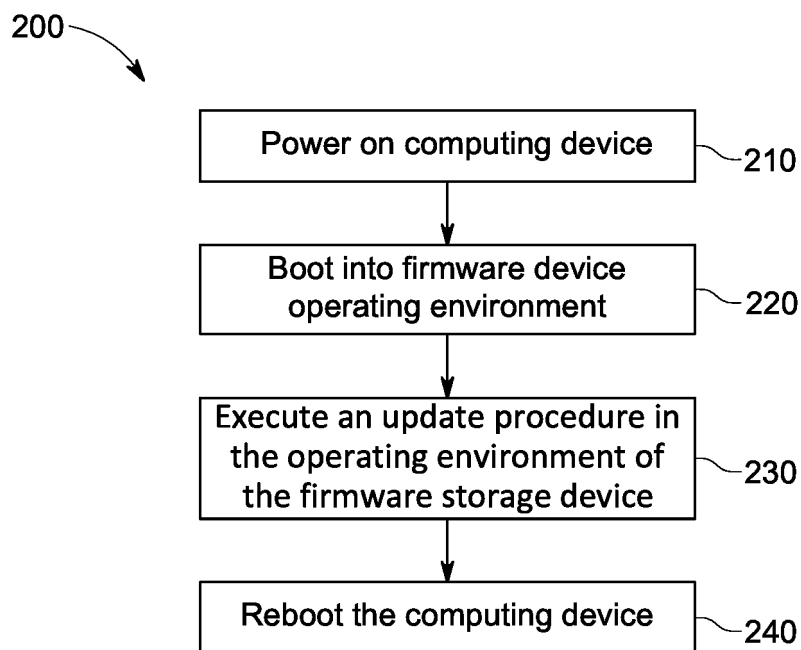 200
Power on computing device
210
Boot into firmware device
operating environment
220
Execute an update procedure in
the operating environment of
the firmware storage device
230
Reboot the computing device
240